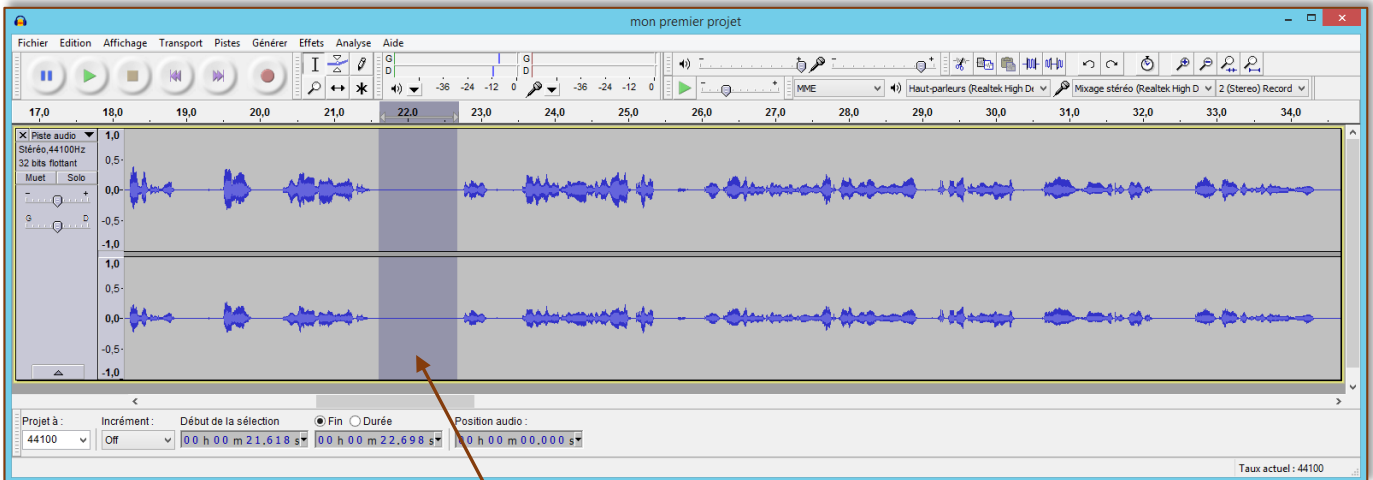 mon premier projet
Fichier Edition Affichage Transport Pistes Générer Effets Analyse Aide
G G
D D
-36 -24 -12 0 -36 -24 -12 0
MME Haut-parleurs (Realtek High De Mixage stéréo (Realtek High D 2 (Stereo) Record
17,0 18,0 19,0 20,0 21,0 22,0 23,0 24,0 25,0 26,0 27,0 28,0 29,0 30,0 31,0 32,0 33,0 34,0
Piste audio 1,0
Stéréo,44100Hz
32 bits flottant 0,5
Muet Solo
- + 0,0
G D -0,5
-1,0
1,0
0,5
0,0
-0,5
-1,0
Projet à : Incrément : Début de la sélection Fin Durée Position audio :
44100 Off 00 h 00 m 21,618 s 00 h 00 m 22,698 s 00 h 00 m 00,000 s
Taux actuel : 44100